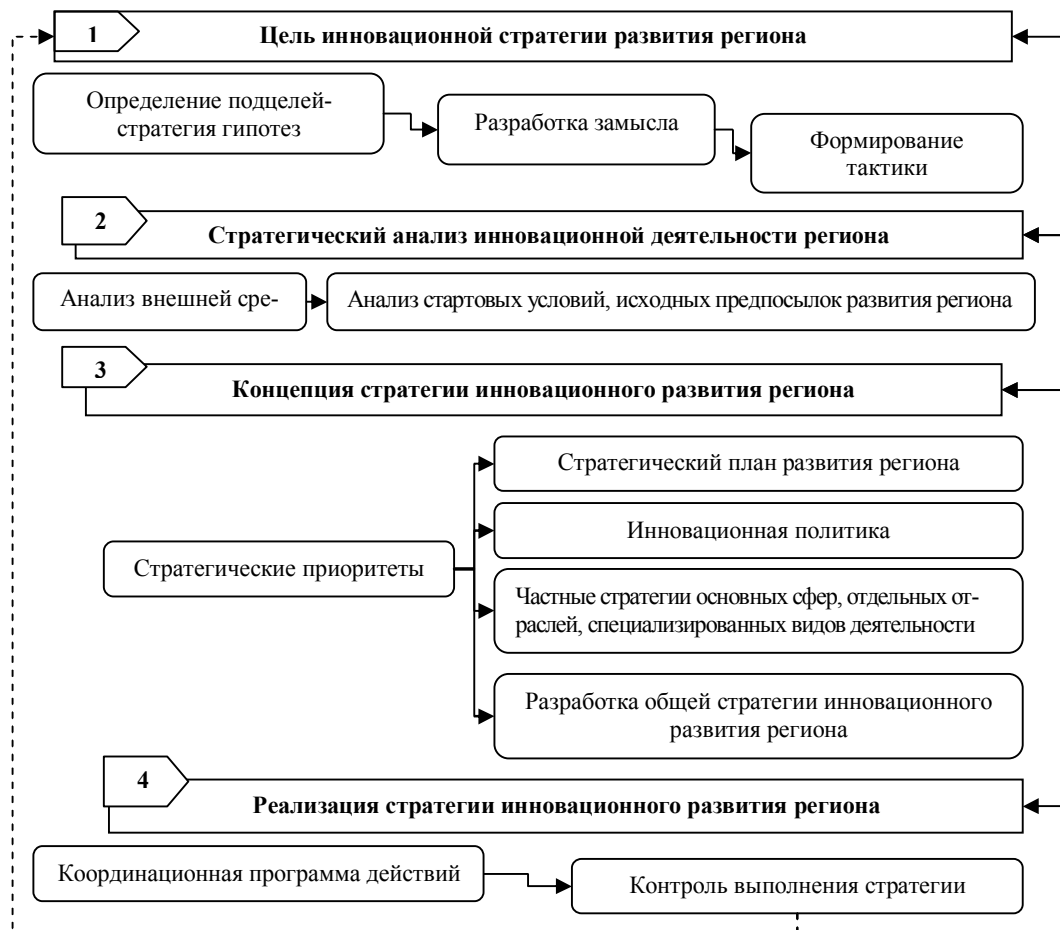 1
Цель инновационной стратегии развития региона
Определение подцелей-
стратегия гипотез
Разработка замысла
Формирование
тактики
2
Стратегический анализ инновационной деятельности региона
Анализ внешней сре-
Анализ стартовых условий, исходных предпосылок развития региона
3
Концепция стратегии инновационного развития региона
Стратегические приоритеты
Стратегический план развития региона
Инновационная политика
Частные стратегии основных сфер, отдельных от-
раслей, специализированных видов деятельности
Разработка общей стратегии инновационного
развития региона
4
Реализация стратегии инновационного развития региона
Координационная программа действий
Контроль выполнения стратегии